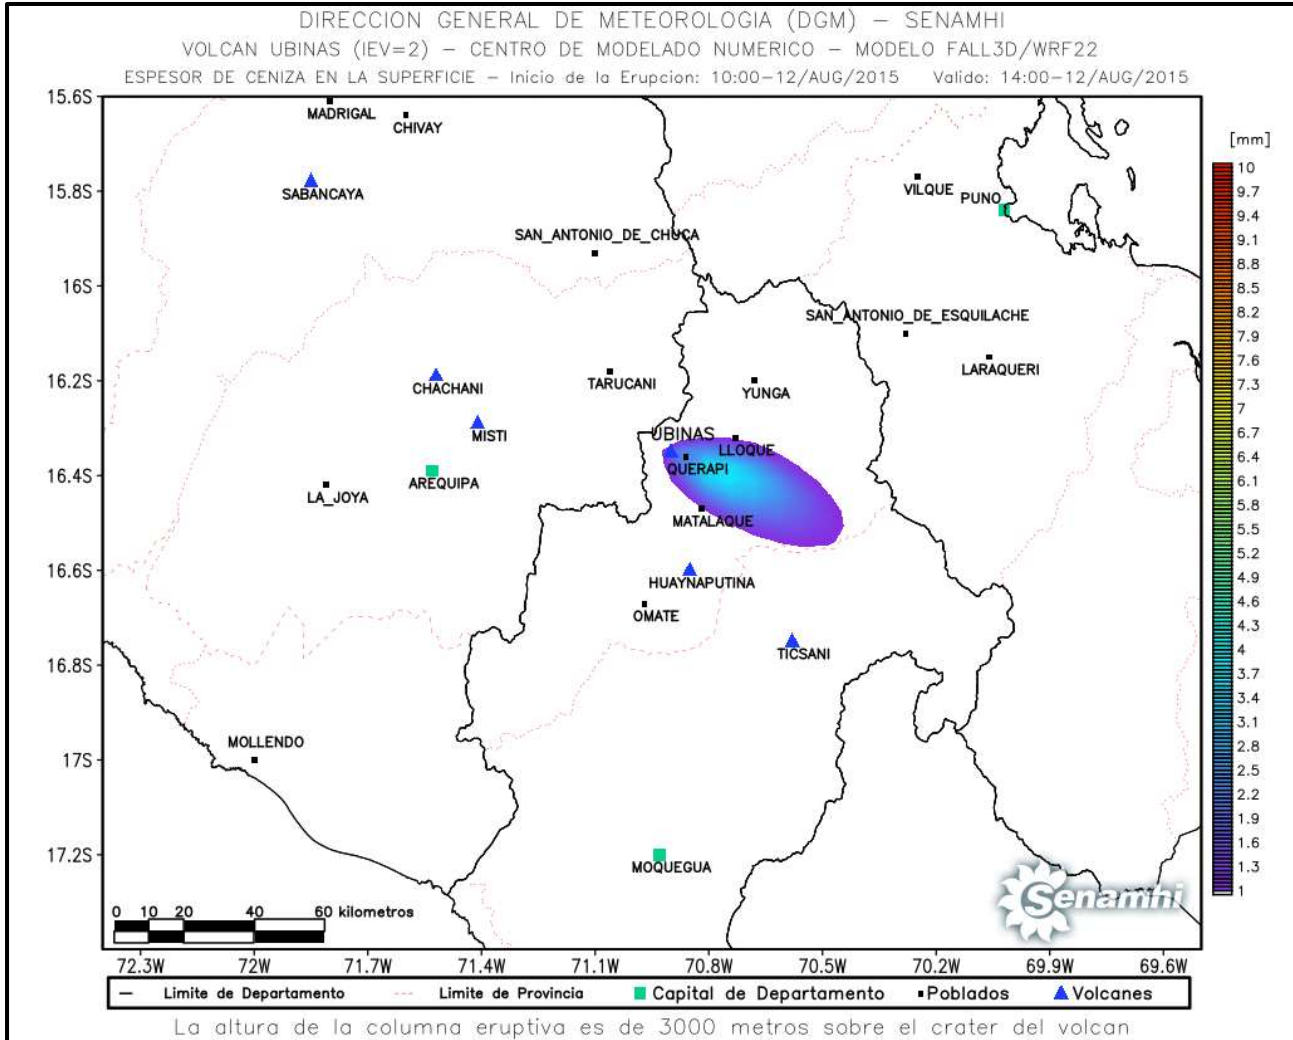 DIRECCION GENERAL DE METEOROLOGIA (DGM) – SENAMHI
VOLCAN UBINAS (IEV=2) – CENTRO DE MODELADO NUMERICO – MODELO FALL3D/WRF22
ESPESOR DE CENIZA EN LA SUPERFICIE – Inicio de la Erupcion: 10:00–12/AUG/2015 Valido: 14:00–12/AUG/2015
15.6S
15.8S
16S
16.2S
16.4S
16.6S
16.8S
17S
17.2S
MADRIGAL
CHIVAY
SABANCAYA
VILQUE
PUNO
SAN_ANTONIO_DE_CHUCA
SAN_ANTONIO_DE_ESQUILACHE
LARAQUERI
TARUCANI
CHACHANI
YUNGA
MISTI
UBINAS
LLOQUE
QUERAPI
AREQUIPA
LA_JOYA
MATALAQUE
HUAYNAPUTINA
OMATE
TICSANI
MOLLENDO
MOQUEGUA
Senamhi
0 10 20 40 60 kilometros
72.3W 72W 71.7W 71.4W 71.1W 70.8W 70.5W 70.2W 69.9W 69.6W
[mm]
10
9.7
9.4
9.1
8.8
8.5
8.2
7.9
7.6
7.3
7
6.7
6.4
6.1
5.8
5.5
5.2
4.9
4.6
4.3
4
3.7
3.4
3.1
2.8
2.5
2.2
1.9
1.6
1.3
1
Limite de Departamento Limite de Provincia Capital de Departamento Poblados Volcanes
La altura de la columna eruptiva es de 3000 metros sobre el crater del volcan